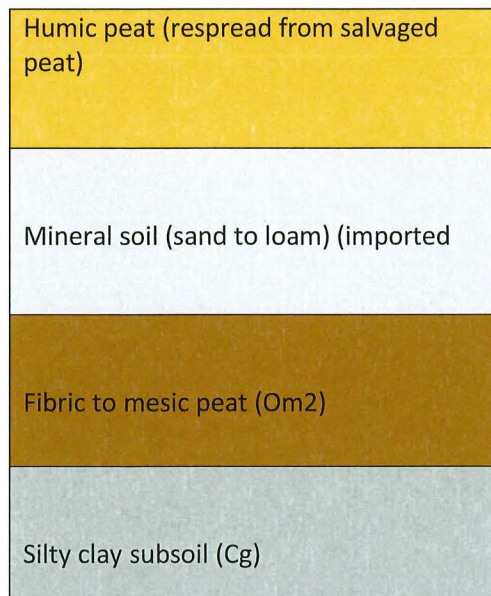 Humic peat (respread from salvaged
peat)
Mineral soil (sand to loam) (imported
Fibric to mesic peat (Om2)
Silty clay subsoil (Cg)